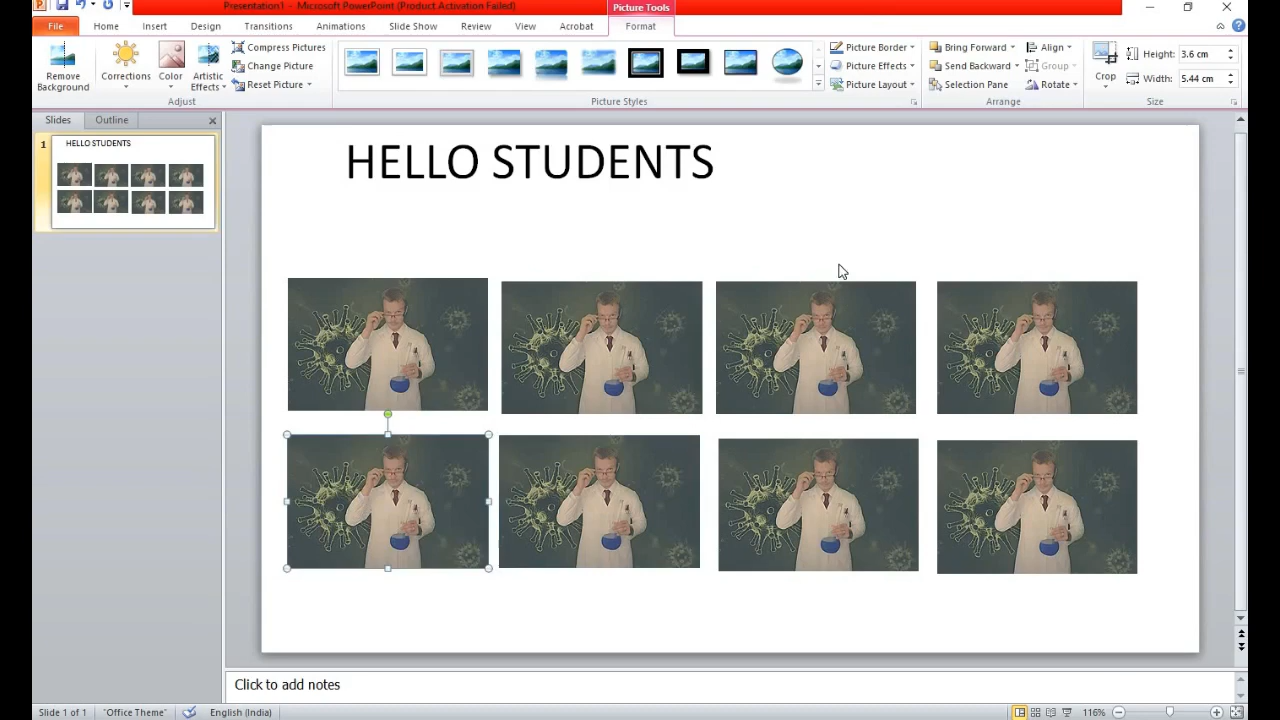 Presentation1 - Microsoft PowerPoint (Product Activation Failed)
Picture Tools
File Home Insert Design Transitions Animations Slide Show Review View Acrobat Format
Remove Background
Corrections
Color
Artistic Effects
Compress Pictures
Change Picture
Reset Picture
Adjust
Picture Styles
Picture Border
Picture Effects
Picture Layout
Bring Forward
Send Backward
Selection Pane
Align
Group
Rotate
Arrange
Crop
Height: 3.6 cm
Width: 5.44 cm
Size
Slides Outline
1
HELLO STUDENTS
HELLO STUDENTS
Click to add notes
Slide 1 of 1 "Office Theme" English (India) 116%